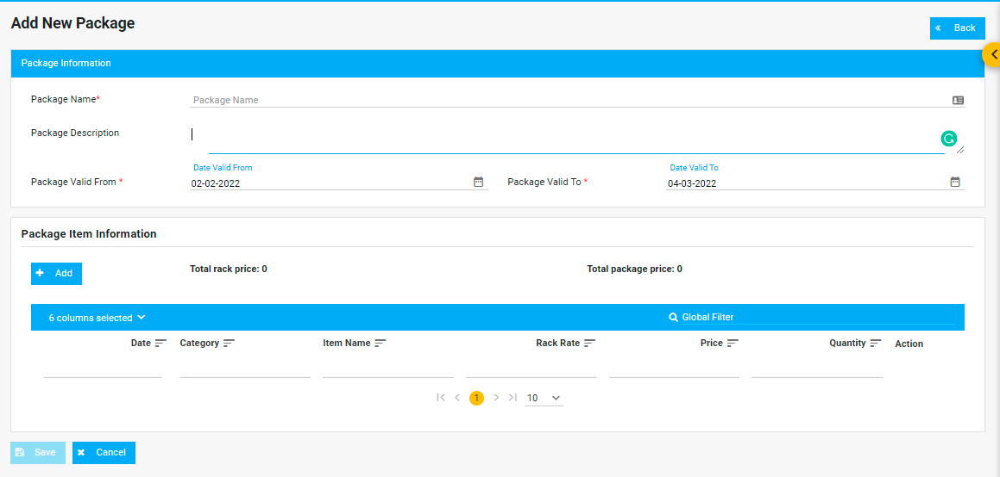 Add New Package
Back
Package Information
Package Name*
Package Name
Package Description
Date Valid From
Date Valid To
Package Valid From *
02-02-2022
Package Valid To *
04-03-2022
Package Item Information
Add
Total rack price: 0
Total package price: 0
6 columns selected
Global Filter
Date
Category
Item Name
Rack Rate
Price
Quantity
Action
1
10
Save
Cancel